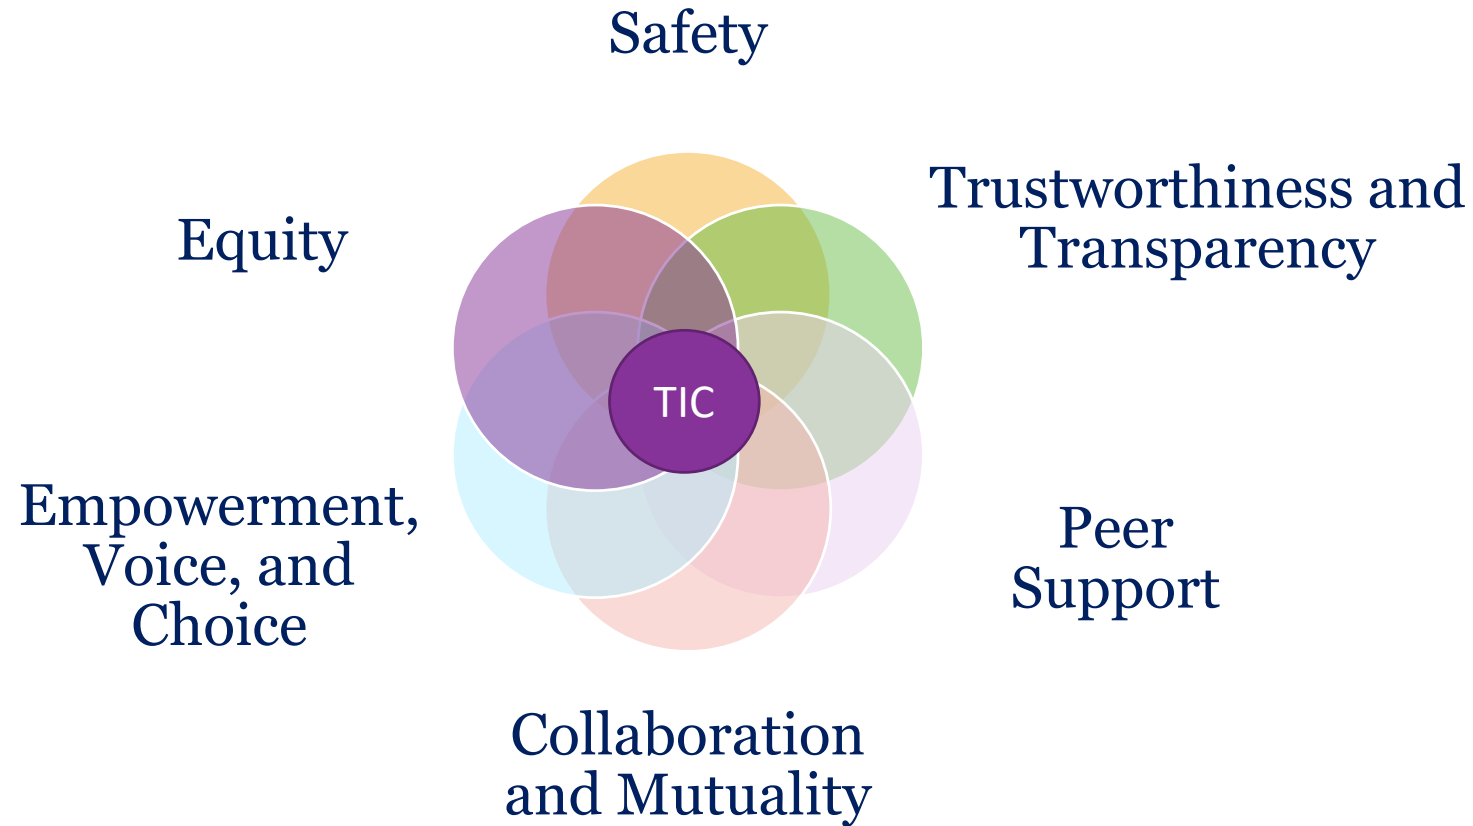 Safety
Trustworthiness and
Transparency
Equity
TIC
Empowerment,
Voice, and
Choice
Peer
Support
Collaboration
and Mutuality